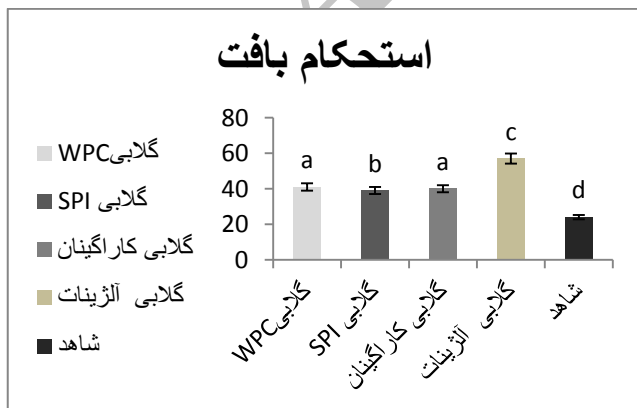 استحکام بافت
80
60
40
20
0
a
b
a
c
d
گلابیWPC
گلابی SPI
گلابی کاراگینان
گلابی آلژینات
شاهد
گلابیWPC
گلابی SPI
گلابی کاراگینان
گلابی آلژینات
شاهد